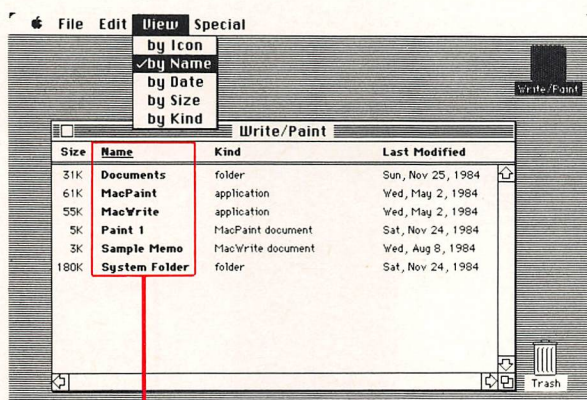 File Edit View Special
by Icon
✓by Name
by Date
by Size
by Kind
Write/Paint
Write/Paint
Size Name Kind Last Modified
31K Documents folder Sun, Nov 25, 1984
61K MacPaint application Wed, May 2, 1984
55K MacWrite application Wed, May 2, 1984
5K Paint 1 MacPaint document Sat, Nov 24, 1984
3K Sample Memo MacWrite document Wed, Aug 8, 1984
180K System Folder folder Sat, Nov 24, 1984
Trash